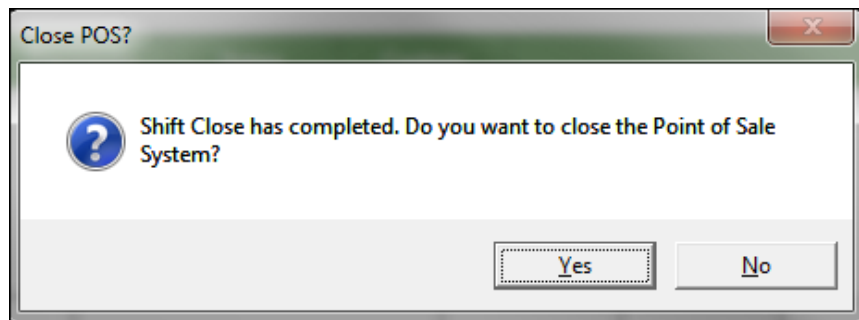 Close POS?
Shift Close has completed. Do you want to close the Point of Sale
System?
Yes
No